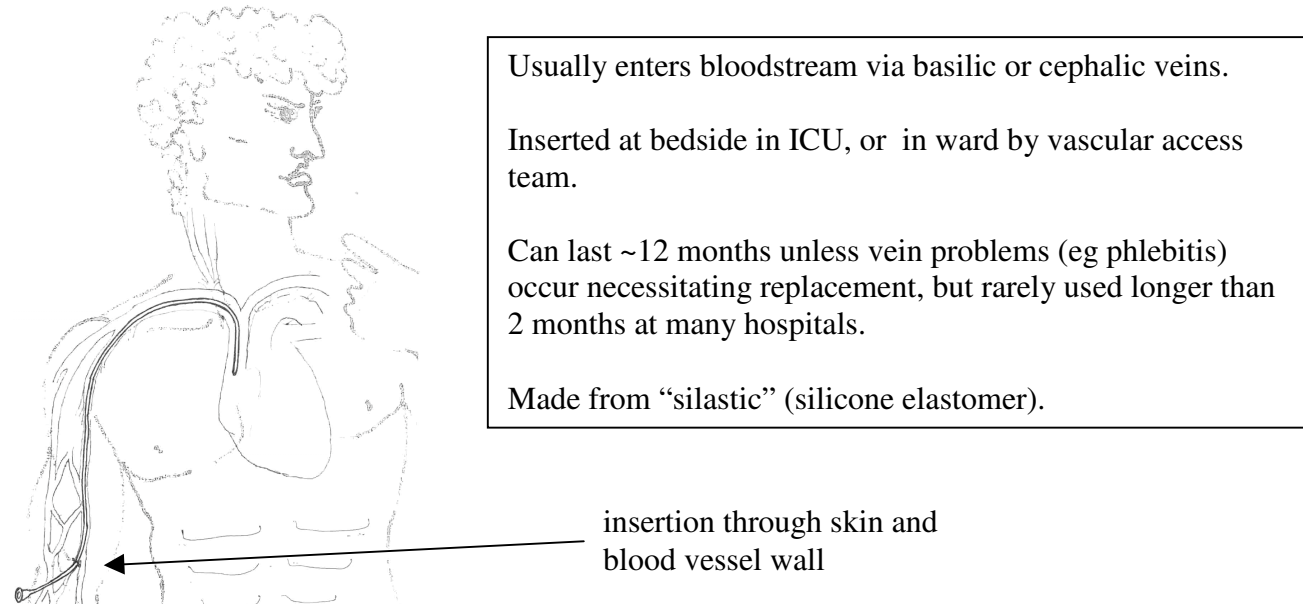 Usually enters bloodstream via basilic or cephalic veins.
Inserted at bedside in ICU, or  in ward by vascular access
team.
Can last ~12 months unless vein problems (eg phlebitis)
occur necessitating replacement, but rarely used longer than
2 months at many hospitals.
Made from “silastic” (silicone elastomer).
insertion through skin and
blood vessel wall